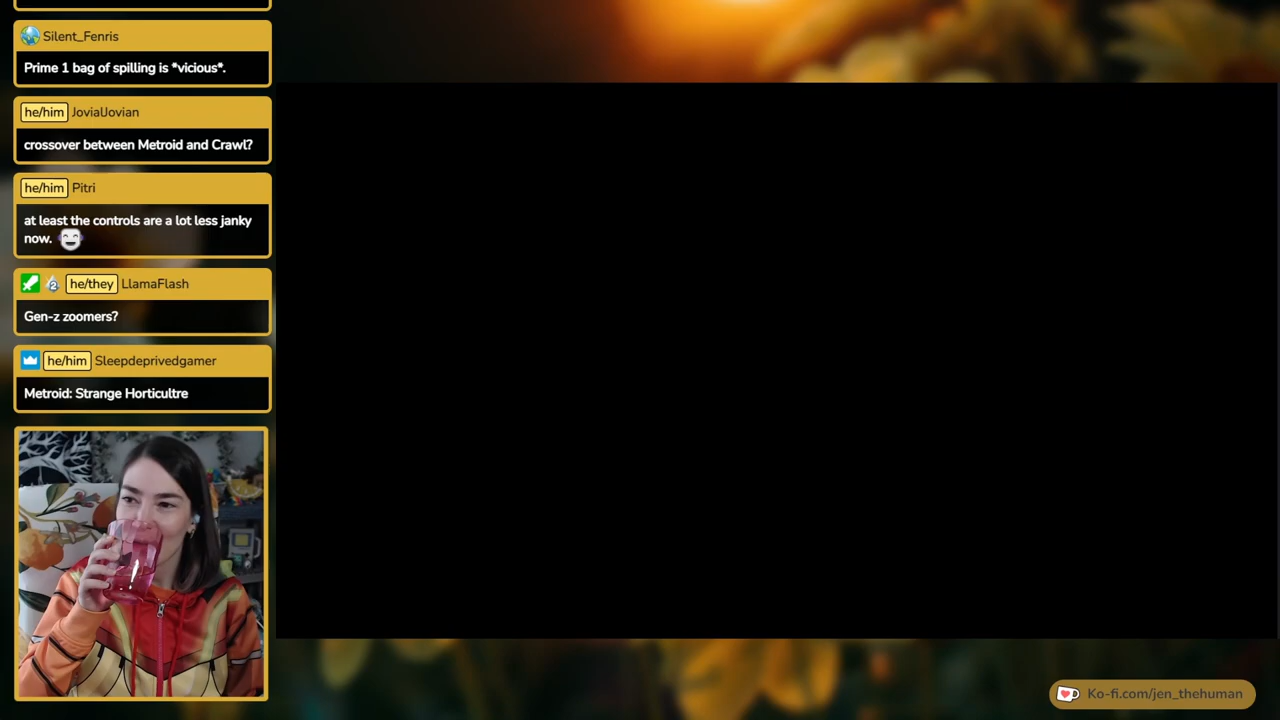 Silent_Fenris
Prime 1 bag of spilling is *vicious*.
he/him JovialJovian
crossover between Metroid and Crawl?
he/him Pitri
at least the controls are a lot less janky
now.
2 he/they LlamaFlash
Gen-z zoomers?
he/him Sleepdeprivedgamer
Metroid: Strange Horticultre
Ko-fi.com/jen_thehuman